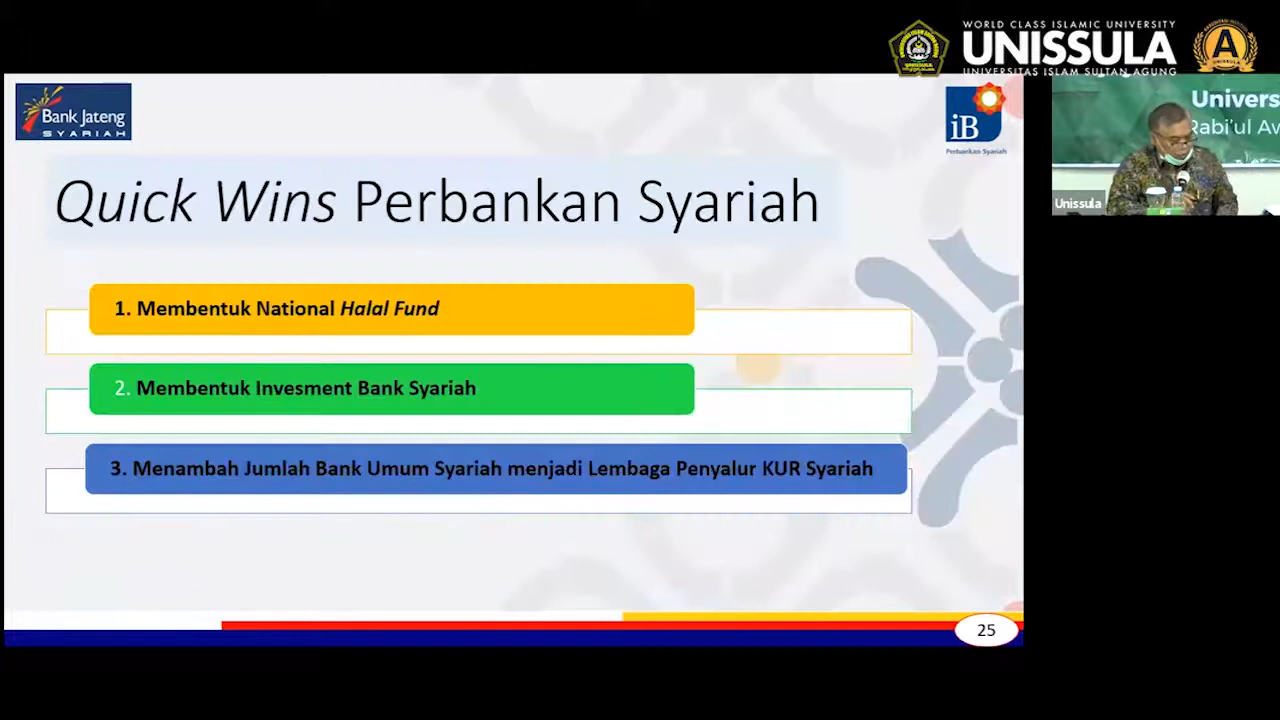 WORLD CLASS ISLAMIC UNIVERSITY
UNISSULA
UNIVERSITAS ISLAM SULTAN AGUNG
A
UNISSULA
Bank Jateng
SYARIAH
iB
Perbankan Syariah
Univers
Rabi'ul Aw
Unissula
Quick Wins Perbankan Syariah
1. Membentuk National Halal Fund
2. Membentuk Invesment Bank Syariah
3. Menambah Jumlah Bank Umum Syariah menjadi Lembaga Penyalur KUR Syariah
25